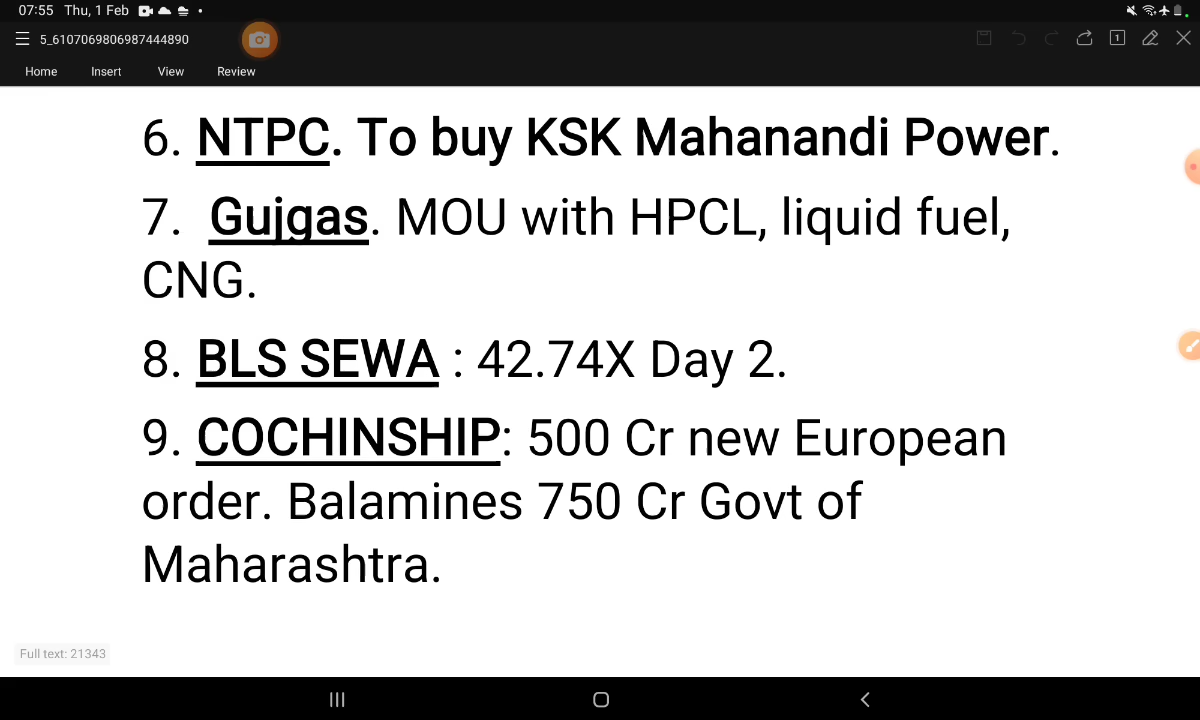 07:55 Thu, 1 Feb
5_6107069806987444890
1
Home Insert View Review
6. NTPC. To buy KSK Mahanandi Power.
7. Gujgas. MOU with HPCL, liquid fuel,
CNG.
8. BLS SEWA : 42.74X Day 2.
9. COCHINSHIP: 500 Cr new European
order. Balamines 750 Cr Govt of
Maharashtra.
Full text: 21343